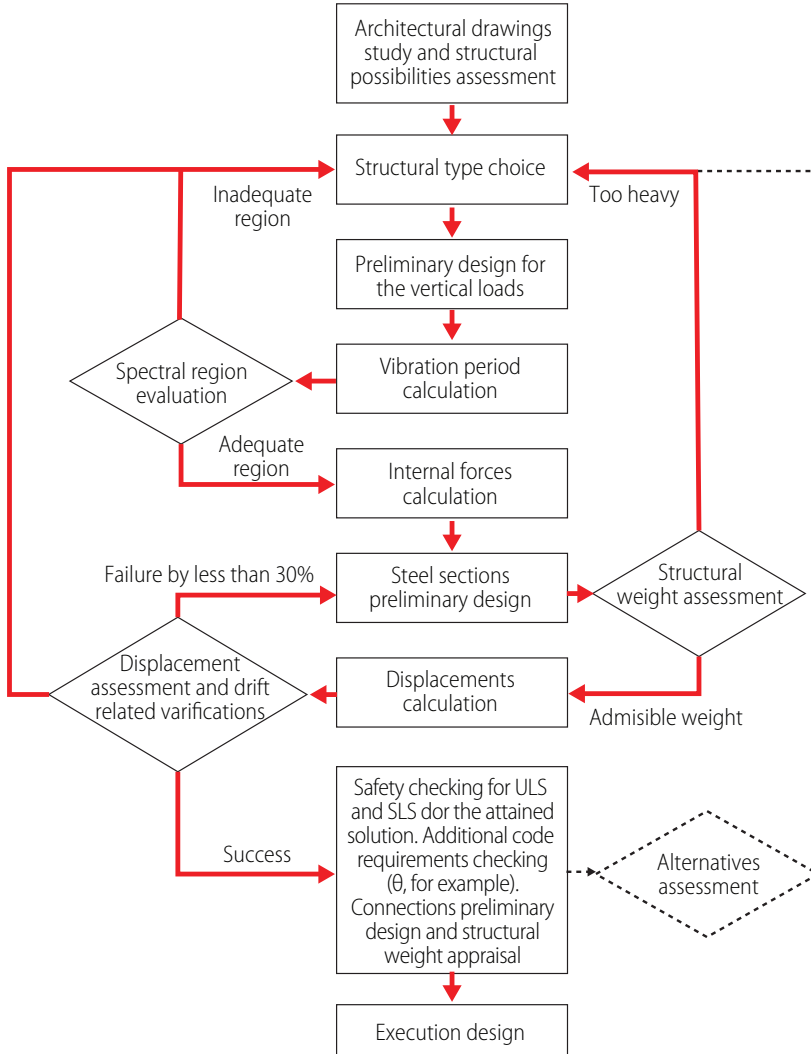 Architectural drawings
study and structural
possibilities assessment
Structural type choice
Inadequate
region
Too heavy
Preliminary design for
the vertical loads
Spectral region
evaluation
Vibration period
calculation
Adequate
region
Internal forces
calculation
Failure by less than 30%
Steel sections
preliminary design
Structural
weight assessment
Displacement
assessment and drift
related varifications
Displacements
calculation
Admisible weight
Success
Safety checking for ULS
and SLS dor the attained
solution. Additional code
requirements checking
(θ, for example).
Connections preliminary
design and structural
weight appraisal
Alternatives
assessment
Execution design